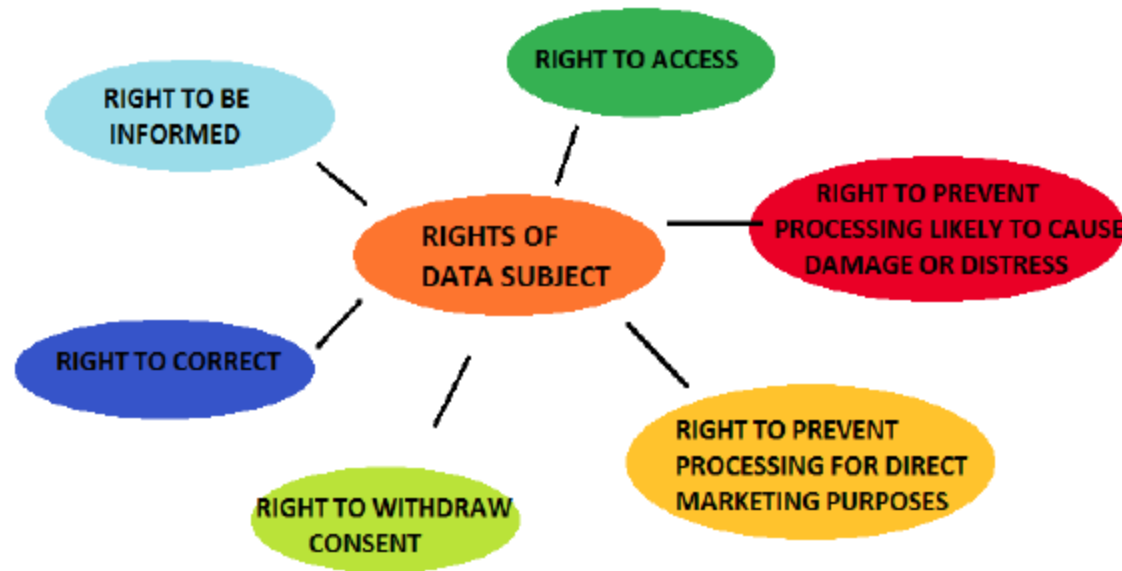 RIGHT TO ACCESS
RIGHT TO BE
INFORMED
RIGHT TO PREVENT
PROCESSING LIKELY TO CAUSE
DAMAGE OR DISTRESS
RIGHTS OF
DATA SUBJECT
RIGHT TO CORRECT
RIGHT TO PREVENT
PROCESSING FOR DIRECT
MARKETING PURPOSES
RIGHT TO WITHDRAW
CONSENT